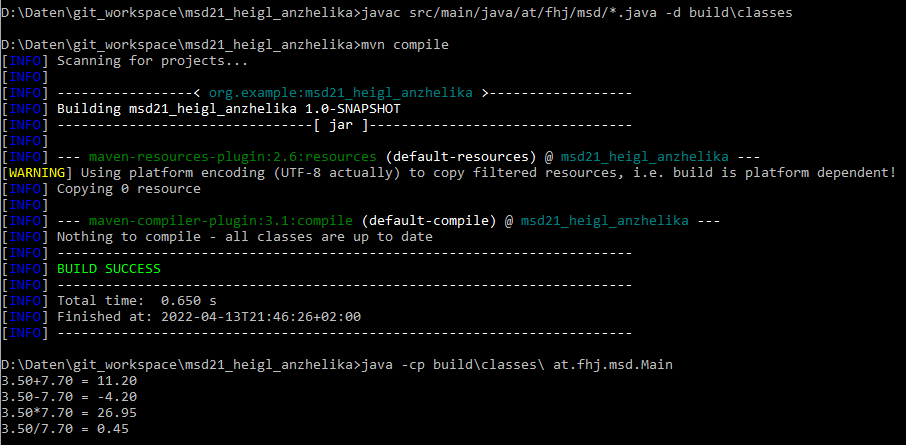 D:\Daten\git_workspace\msd21_heigl_anzhelika>javac src/main/java/at/fhj/msd/*.java -d build\classes
D:\Daten\git_workspace\msd21_heigl_anzhelika>mvn compile
[INFO] Scanning for projects...
[INFO]
[INFO] -----------------< org.example:msd21_heigl_anzhelika >------------------
[INFO] Building msd21_heigl_anzhelika 1.0-SNAPSHOT
[INFO] --------------------------------[ jar ]---------------------------------
[INFO]
[INFO] --- maven-resources-plugin:2.6:resources (default-resources) @ msd21_heigl_anzhelika ---
[WARNING] Using platform encoding (UTF-8 actually) to copy filtered resources, i.e. build is platform dependent!
[INFO] Copying 0 resource
[INFO]
[INFO] --- maven-compiler-plugin:3.1:compile (default-compile) @ msd21_heigl_anzhelika ---
[INFO] Nothing to compile - all classes are up to date
[INFO] ------------------------------------------------------------------------
[INFO] BUILD SUCCESS
[INFO] ------------------------------------------------------------------------
[INFO] Total time:  0.650 s
[INFO] Finished at: 2022-04-13T21:46:26+02:00
[INFO] ------------------------------------------------------------------------
D:\Daten\git_workspace\msd21_heigl_anzhelika>java -cp build\classes\ at.fhj.msd.Main
3.50+7.70 = 11.20
3.50-7.70 = -4.20
3.50*7.70 = 26.95
3.50/7.70 = 0.45